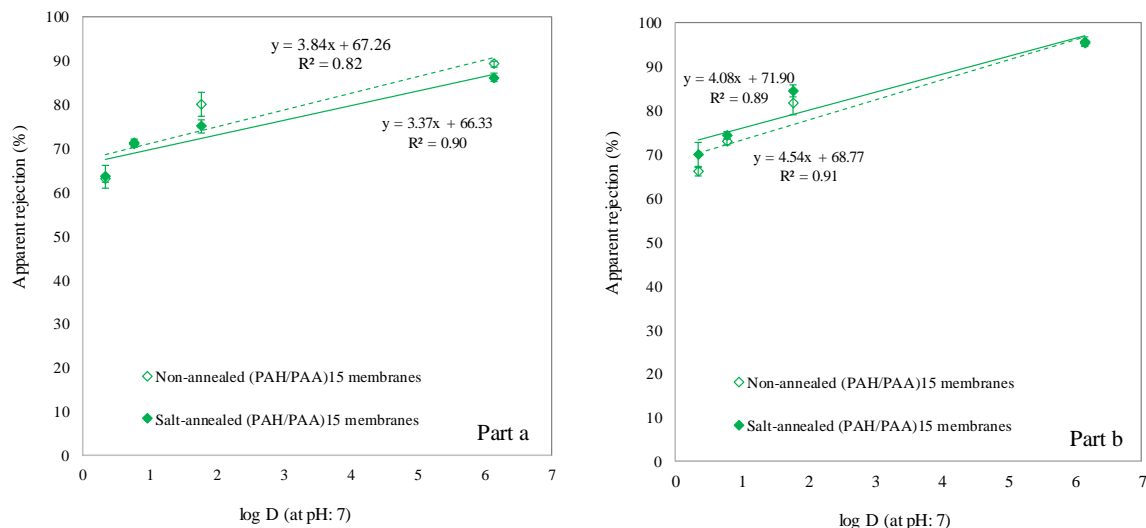 100
90
80
70
60
50
40
30
20
10
0
Apparent rejection (%)
y = 3.84x + 67.26
R² = 0.82
y = 3.37x + 66.33
R² = 0.90
Non-annealed (PAH/PAA)15 membranes
Salt-annealed (PAH/PAA)15 membranes
Part a
0 1 2 3 4 5 6 7
log D (at pH: 7)
100
90
80
70
60
50
40
30
20
10
0
Apparent rejection (%)
y = 4.08x + 71.90
R² = 0.89
y = 4.54x + 68.77
R² = 0.91
Non-annealed (PAH/PAA)15 membranes
Salt-annealed (PAH/PAA)15 membranes
Part b
0 1 2 3 4 5 6 7
log D (at pH: 7)